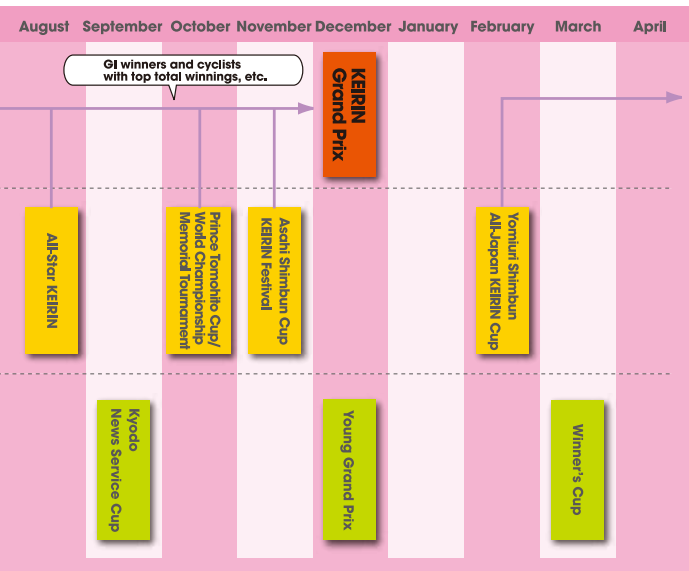 August September October November December January February March April
GI winners and cyclists
with top total winnings, etc.
KEIRIN
Grand Prix
All-Star KEIRIN
Prince Tomohito Cup/
World Championship
Memorial Tournament
Asahi Shimbun Cup
KEIRIN Festival
Yomiuri Shimbun
All-Japan KEIRIN Cup
Kyodo
News Service Cup
Young Grand Prix
Winner's Cup